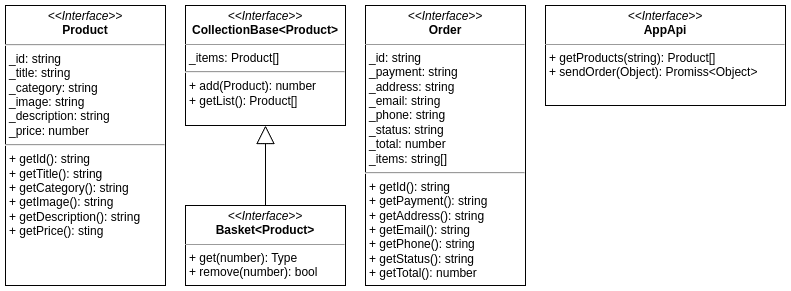 <<Interface>>
Product
_id: string
_title: string
_category: string
_image: string
_description: string
_price: number
+ getId(): string
+ getTitle(): string
+ getCategory(): string
+ getImage(): string
+ getDescription(): string
+ getPrice(): sting
<<Interface>>
CollectionBase<Product>
_items: Product[]
+ add(Product): number
+ getList(): Product[]
<<Interface>>
Basket<Product>
+ get(number): Type
+ remove(number): bool
<<Interface>>
Order
_id: string
_payment: string
_address: string
_email: string
_phone: string
_status: string
_total: number
_items: string[]
+ getId(): string
+ getPayment(): string
+ getAddress(): string
+ getEmail(): string
+ getPhone(): string
+ getStatus(): string
+ getTotal(): number
<<Interface>>
AppApi
+ getProducts(string): Product[]
+ sendOrder(Object): Promiss<Object>